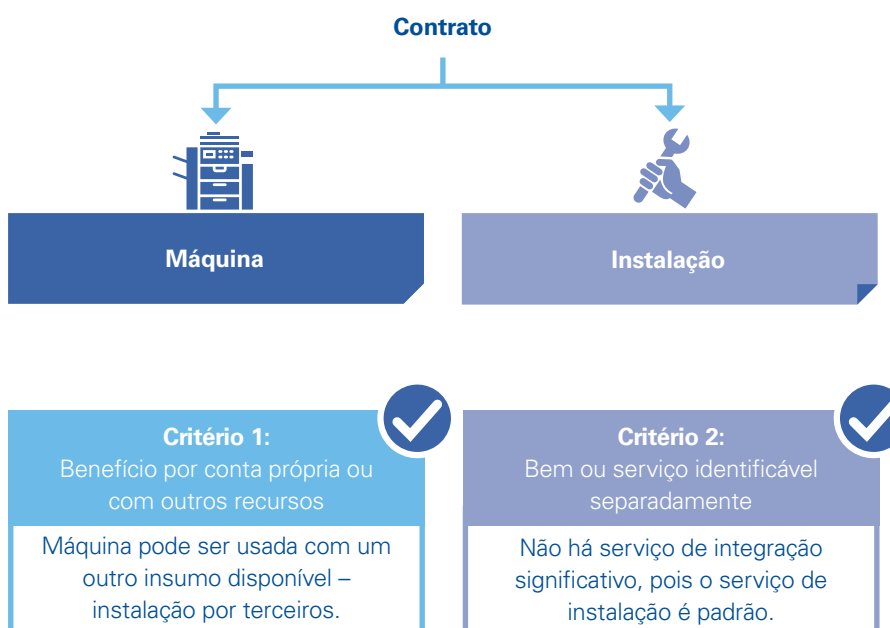 Contrato
Máquina
Instalação
Critério 1:
Benefício por conta própria ou
com outros recursos
Máquina pode ser usada com um
outro insumo disponível –
instalação por terceiros.
Critério 2:
Bem ou serviço identificável
separadamente
Não há serviço de integração
significativo, pois o serviço de
instalação é padrão.